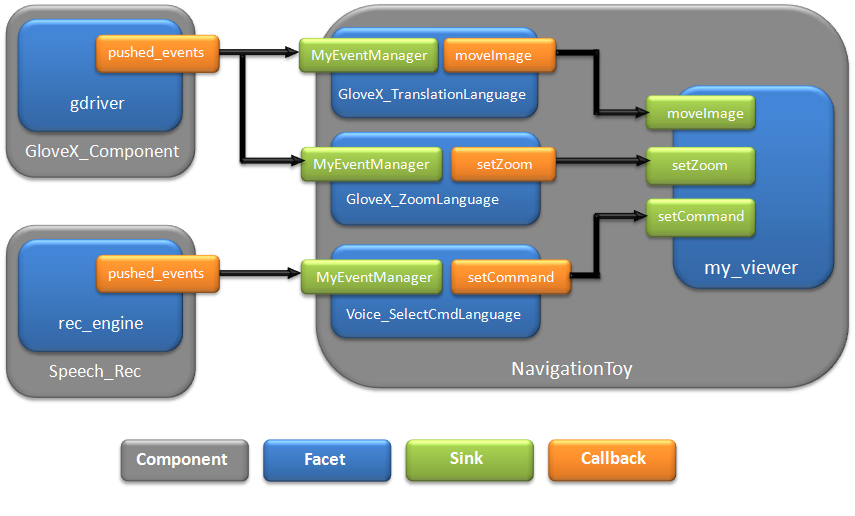 pushed_events
gdriver
GloveX_Component
MyEventManager
moveImage
GloveX_TranslationLanguage
MyEventManager
setZoom
GloveX_ZoomLanguage
pushed_events
rec_engine
Speech_Rec
MyEventManager
setCommand
Voice_SelectCmdLanguage
moveImage
setZoom
setCommand
my_viewer
NavigationToy
Component
Facet
Sink
Callback